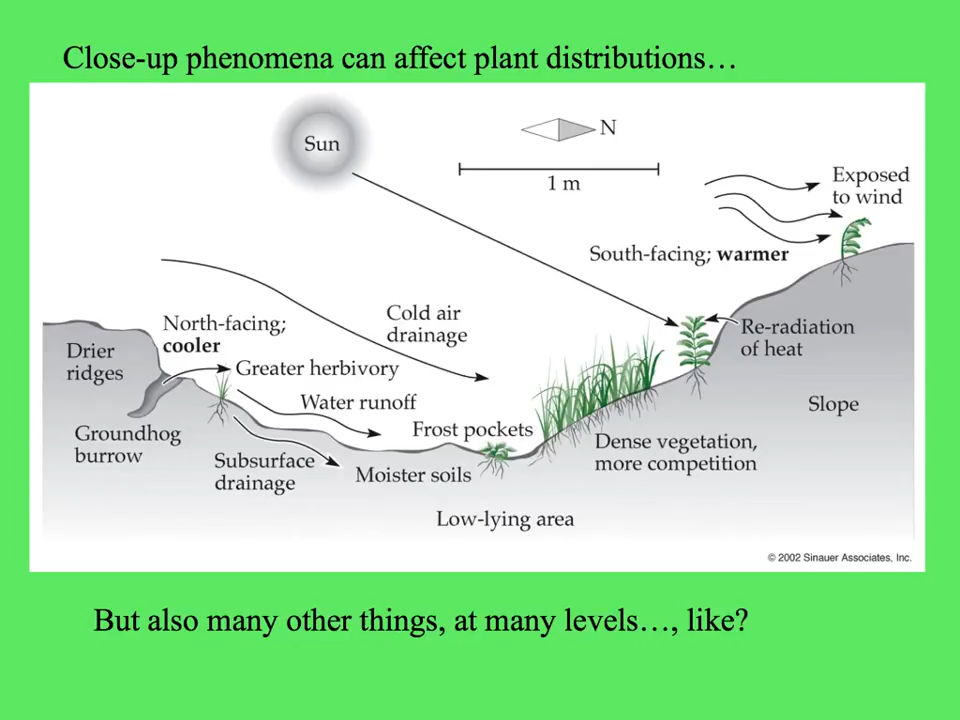 Close-up phenomena can affect plant distributions…
Sun
N
1 m
Exposed
to wind
South-facing; warmer
Cold air
drainage
North-facing;
cooler
Drier
ridges
Greater herbivory
Re-radiation
of heat
Water runoff
Slope
Frost pockets
Groundhog
burrow
Dense vegetation,
more competition
Subsurface
drainage
Moister soils
Low-lying area
© 2002 Sinauer Associates, Inc.
But also many other things, at many levels…, like?